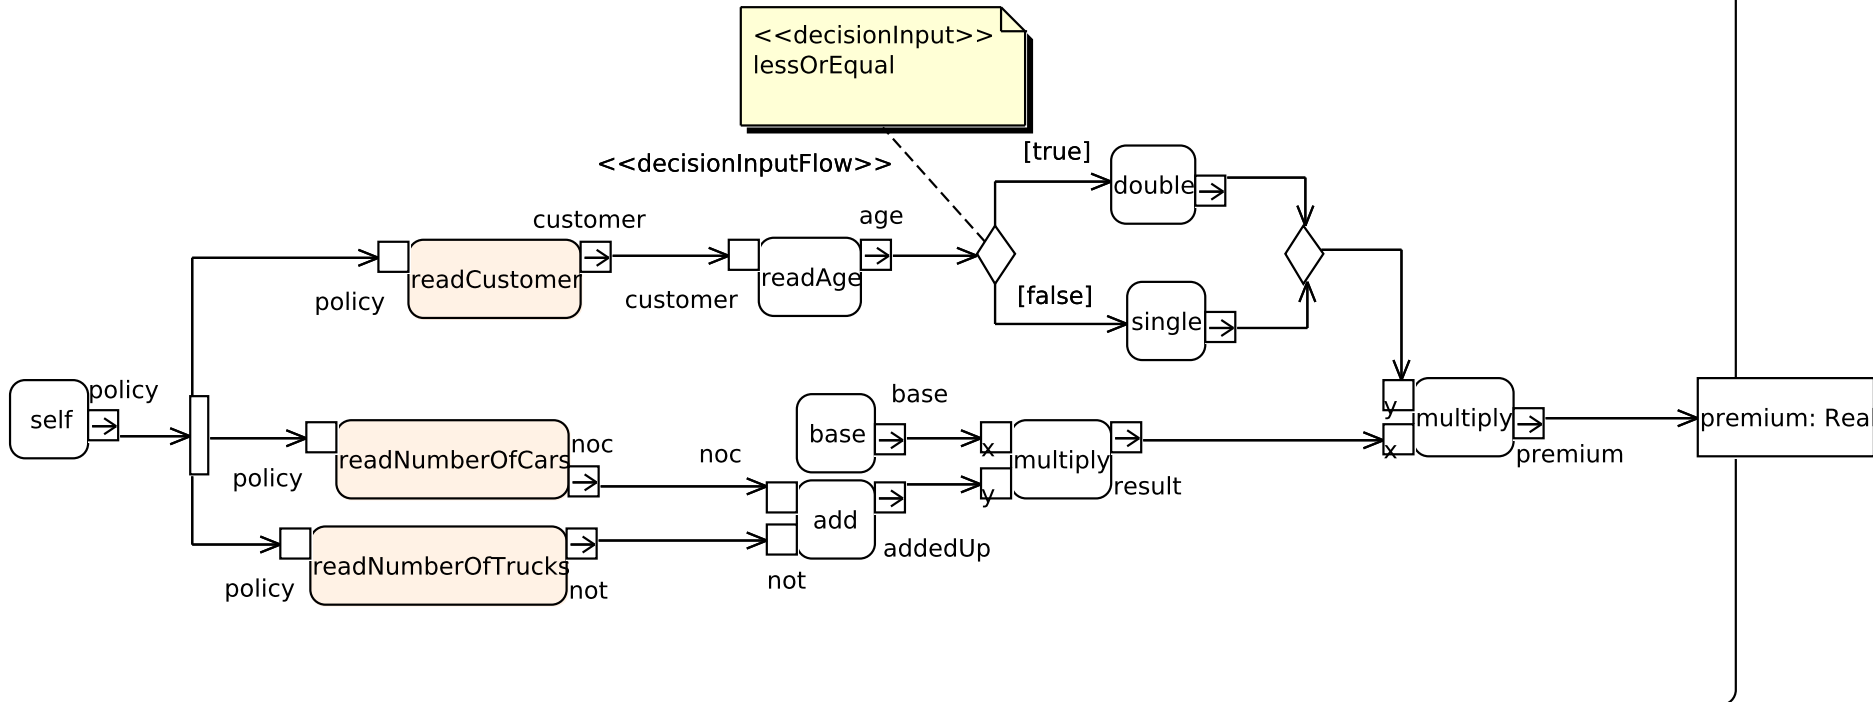 <<decisionInput>>
lessOrEqual
<<decisionInputFlow>>
[true]
double
customer
age
readCustomer
readAge
policy
customer
[false]
single
self
policy
base
y
multiply
x
premium
premium: Real
noc
noc
base
x
multiply
y
result
readNumberOfCars
policy
add
addedUp
readNumberOfTrucks
policy
not
not